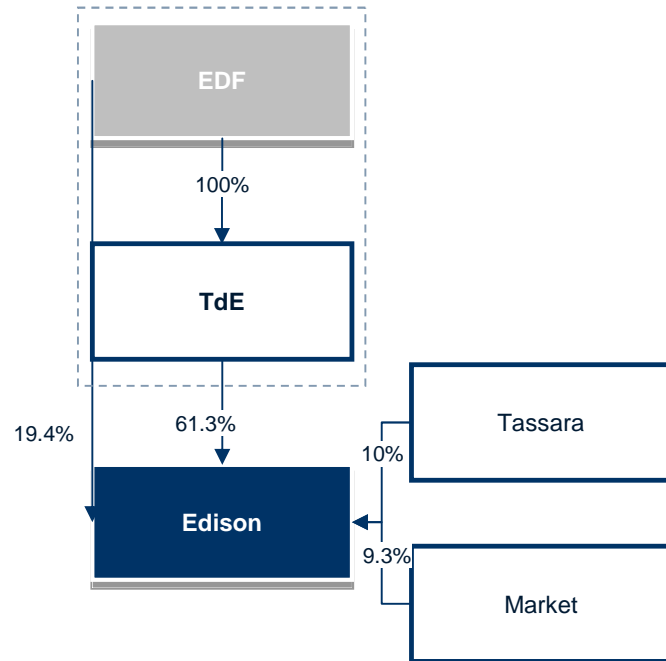 EDF
100%
TdE
19.4%
61.3%
Tassara
10%
Edison
9.3%
Market